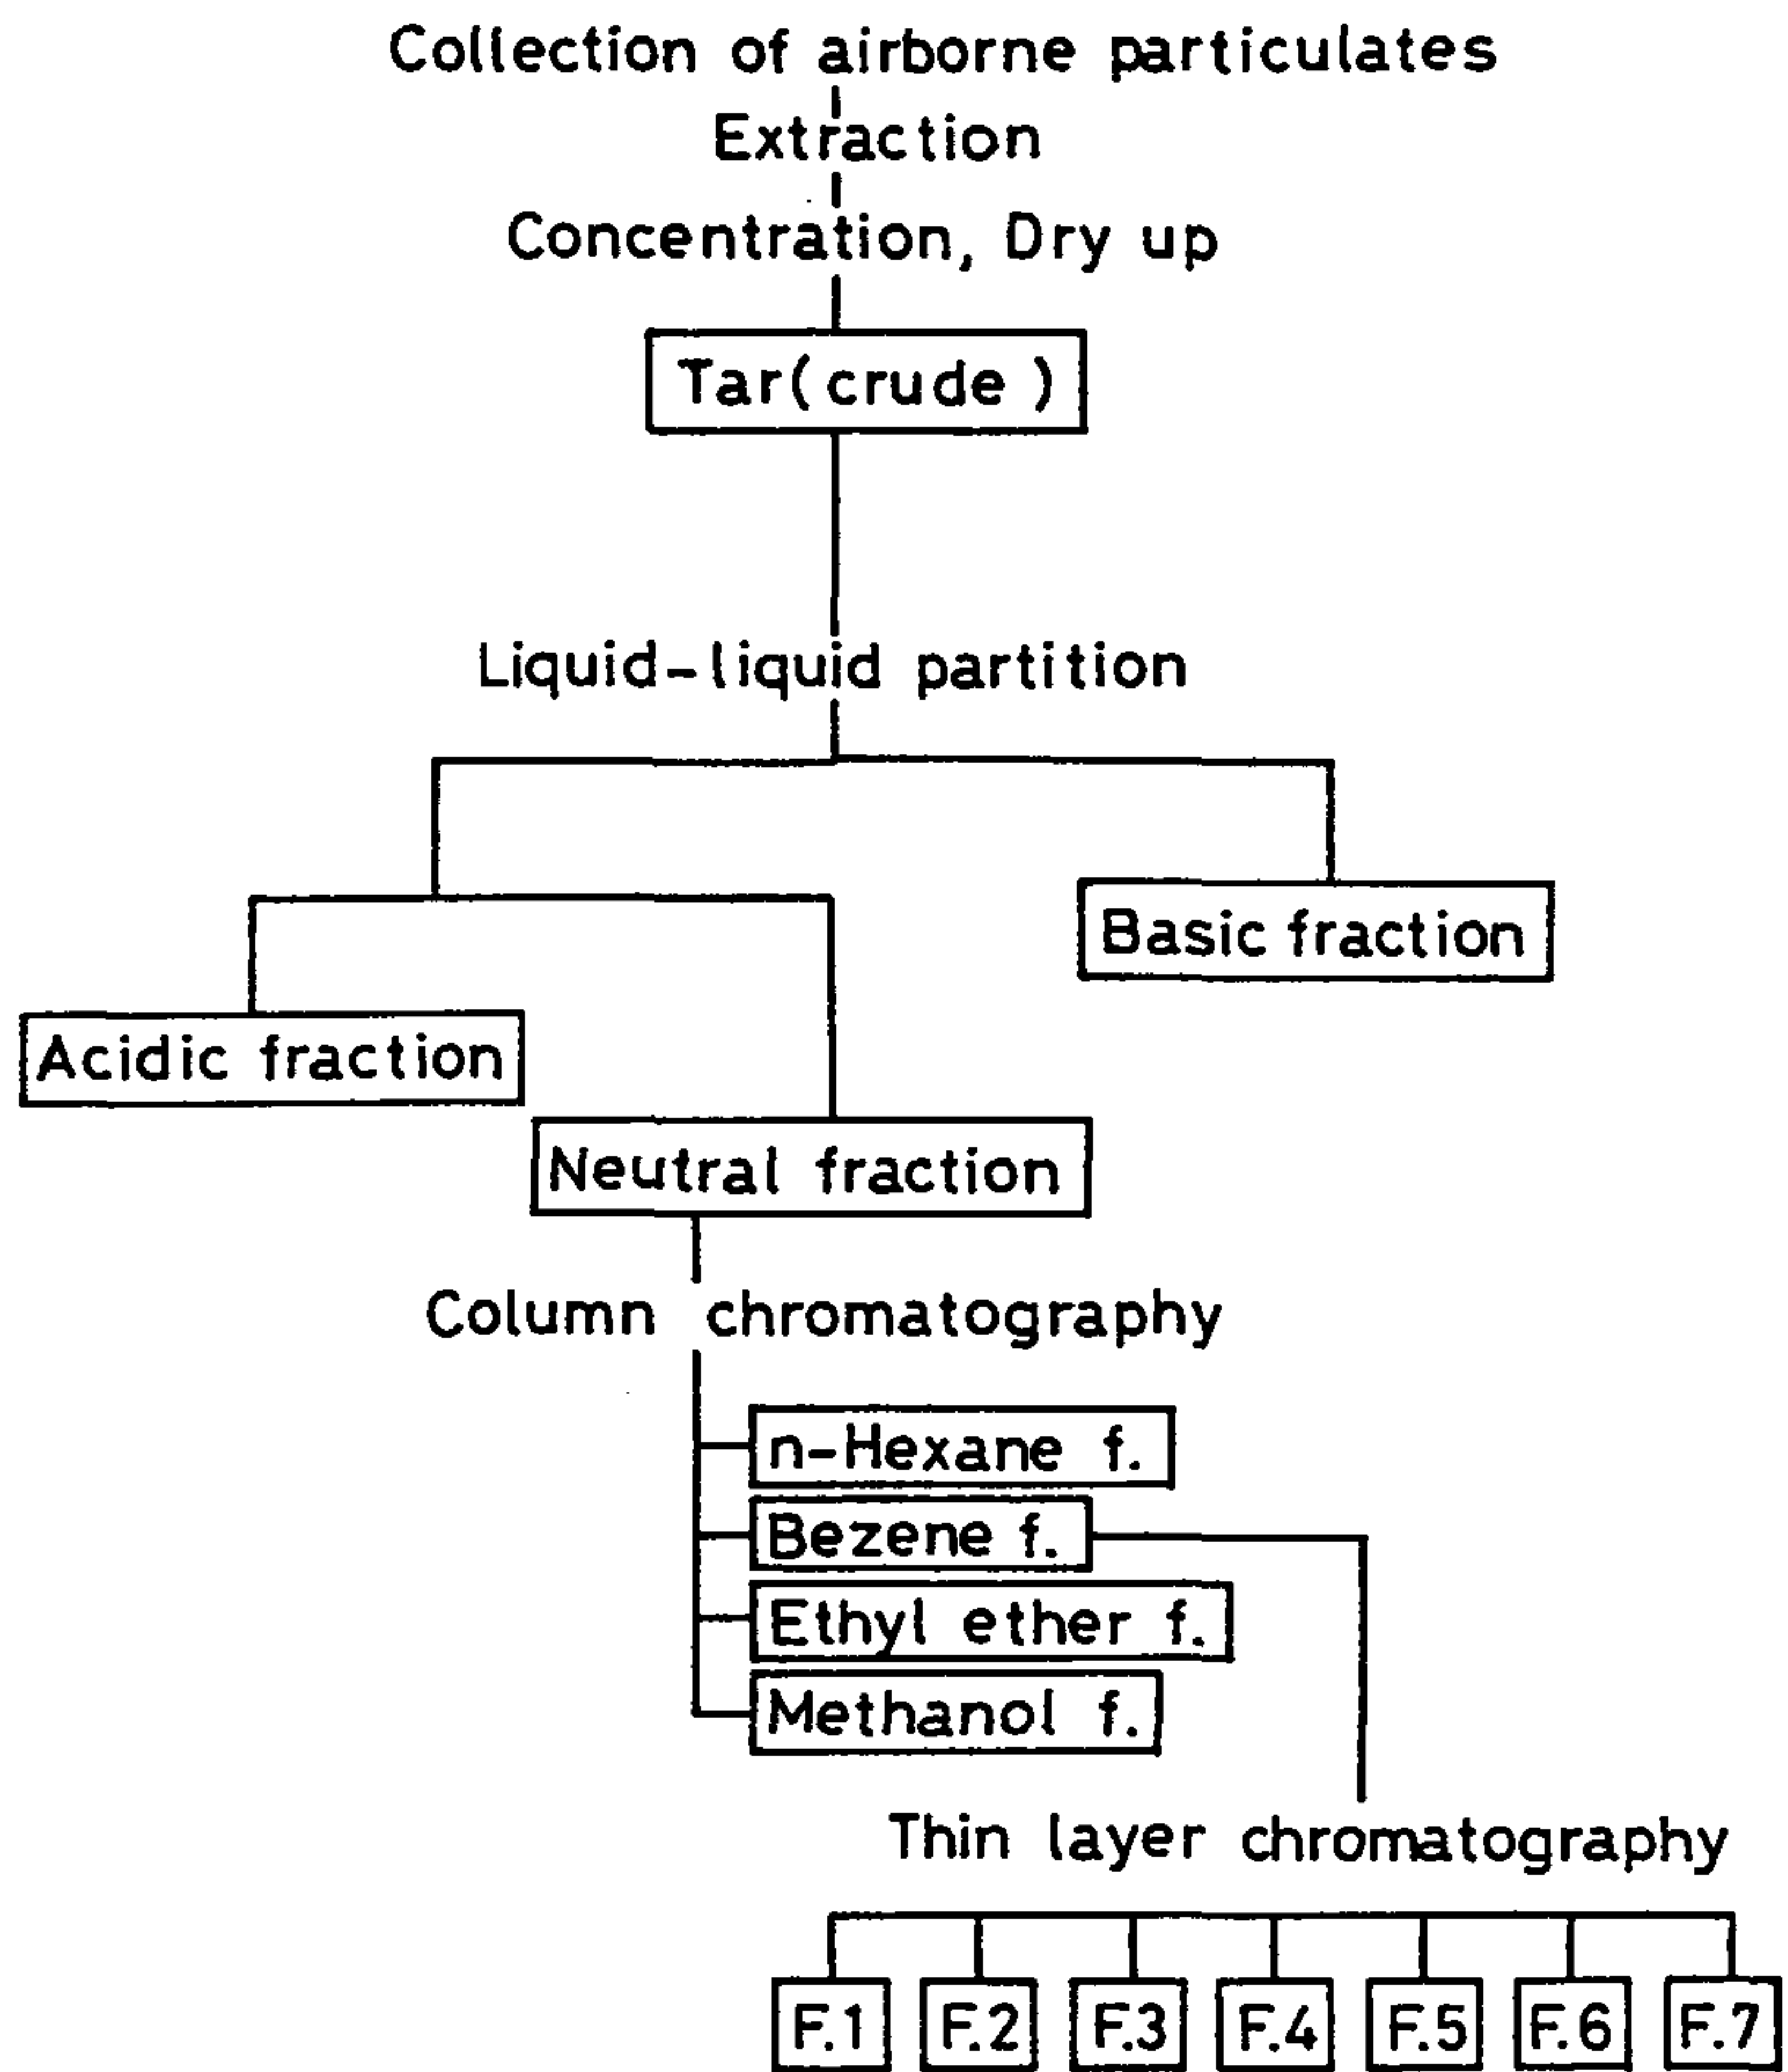 Collection of airborne particulates
Extraction
Concentration, Dry up
Tar(crude )
Liquid-liquid partition
Basic fraction
Acidic fraction
Neutral fraction
Column chromatography
n-Hexane f.
Bezene f.
Ethyl ether f.
Methanol f.
Thin layer chromatography
F.1 F.2 F.3 F.4 F.5 F.6 F.7